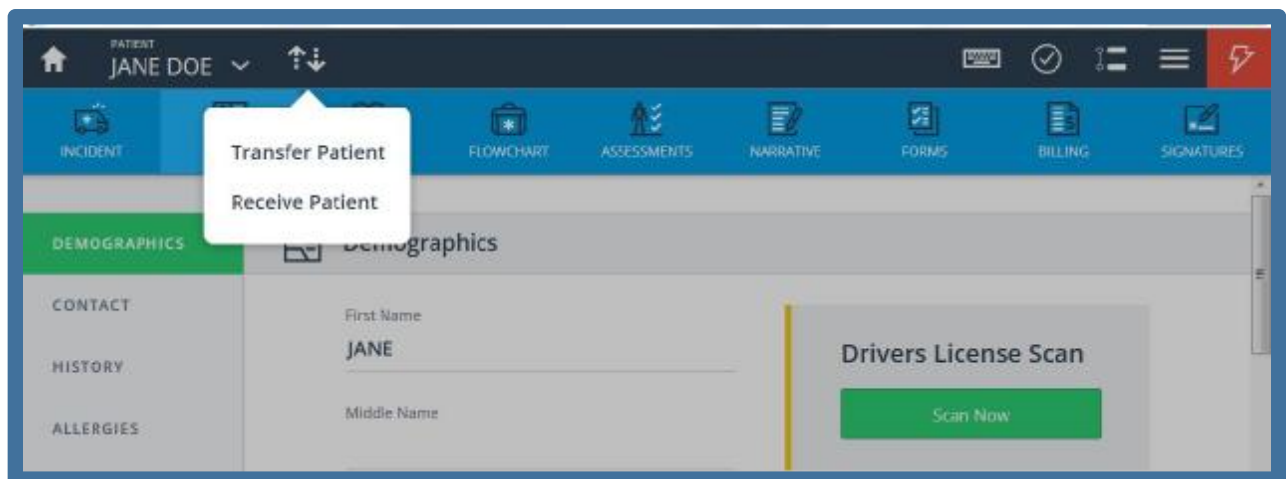 PATIENT
JANE DOE
INCIDENT
FLOWCHART
ASSESSMENTS
NARRATIVE
FORMS
BILLING
SIGNATURES
Transfer Patient
Receive Patient
DEMOGRAPHICS
Demographics
CONTACT
HISTORY
ALLERGIES
First Name
JANE
Middle Name
Drivers License Scan
Scan Now